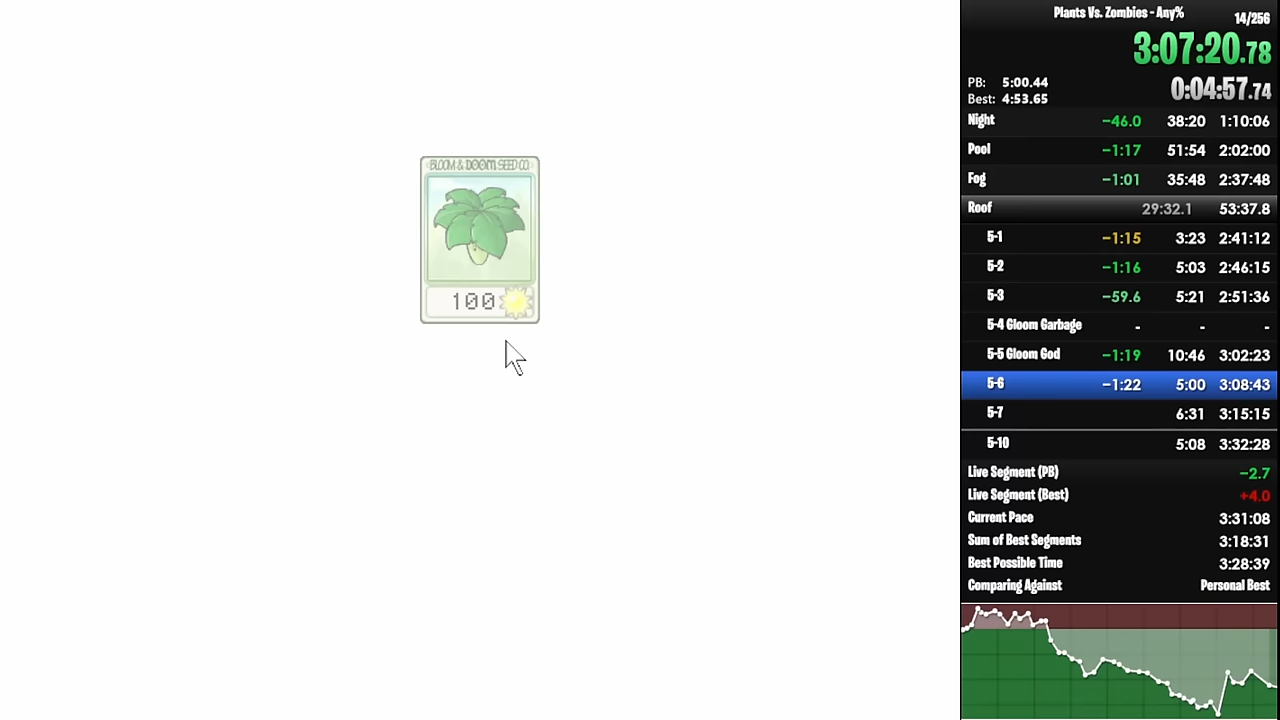 BLOOM & DOOM SEED CO.
100
Plants Vs. Zombies - Any%
14/256
3:07:20.78
PB: 5:00.44
Best: 4:53.65
0:04:57.74
Night −46.0 38:20 1:10:06
Pool −1:17 51:54 2:02:00
Fog −1:01 35:48 2:37:48
Roof 29:32.1 53:37.8
5-1 −1:15 3:23 2:41:12
5-2 −1:16 5:03 2:46:15
5-3 −59.6 5:21 2:51:36
5-4 Gloom Garbage - - -
5-5 Gloom God −1:19 10:46 3:02:23
5-6 −1:22 5:00 3:08:43
5-7 6:31 3:15:15
5-10 5:08 3:32:28
Live Segment (PB) −2.7
Live Segment (Best) +4.0
Current Pace 3:31:08
Sum of Best Segments 3:18:31
Best Possible Time 3:28:39
Comparing Against Personal Best